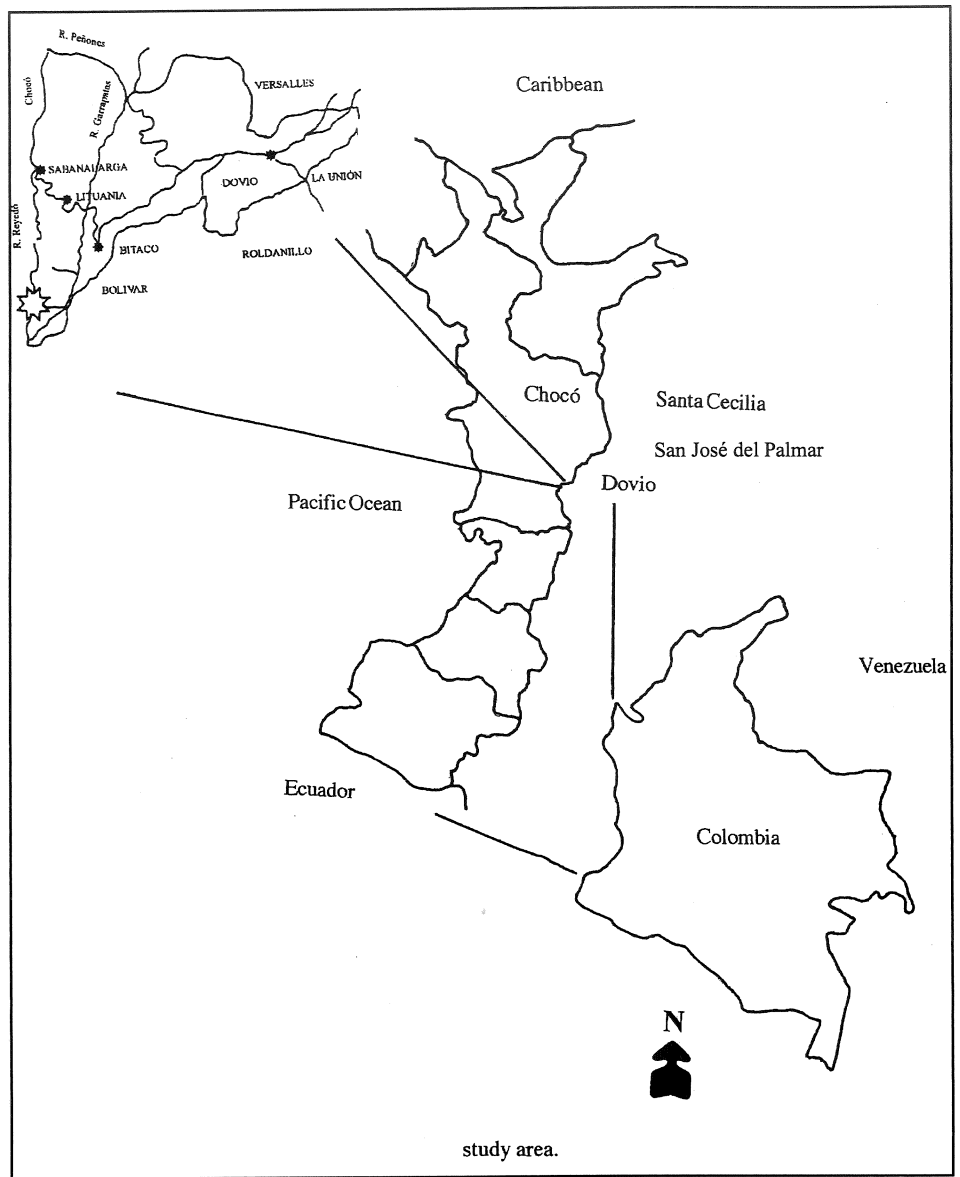 R. Peñones
Chocó
R. Garrapatas
VERSALLES
SABANALARGA
LITUANIA
DOVIO
LA UNIÓN
R. Reyedó
BITACO
ROLDANILLO
BOLIVAR
Caribbean
Chocó
Santa Cecilia
San José del Palmar
Dovio
Pacific Ocean
Venezuela
Ecuador
Colombia
N
study area.